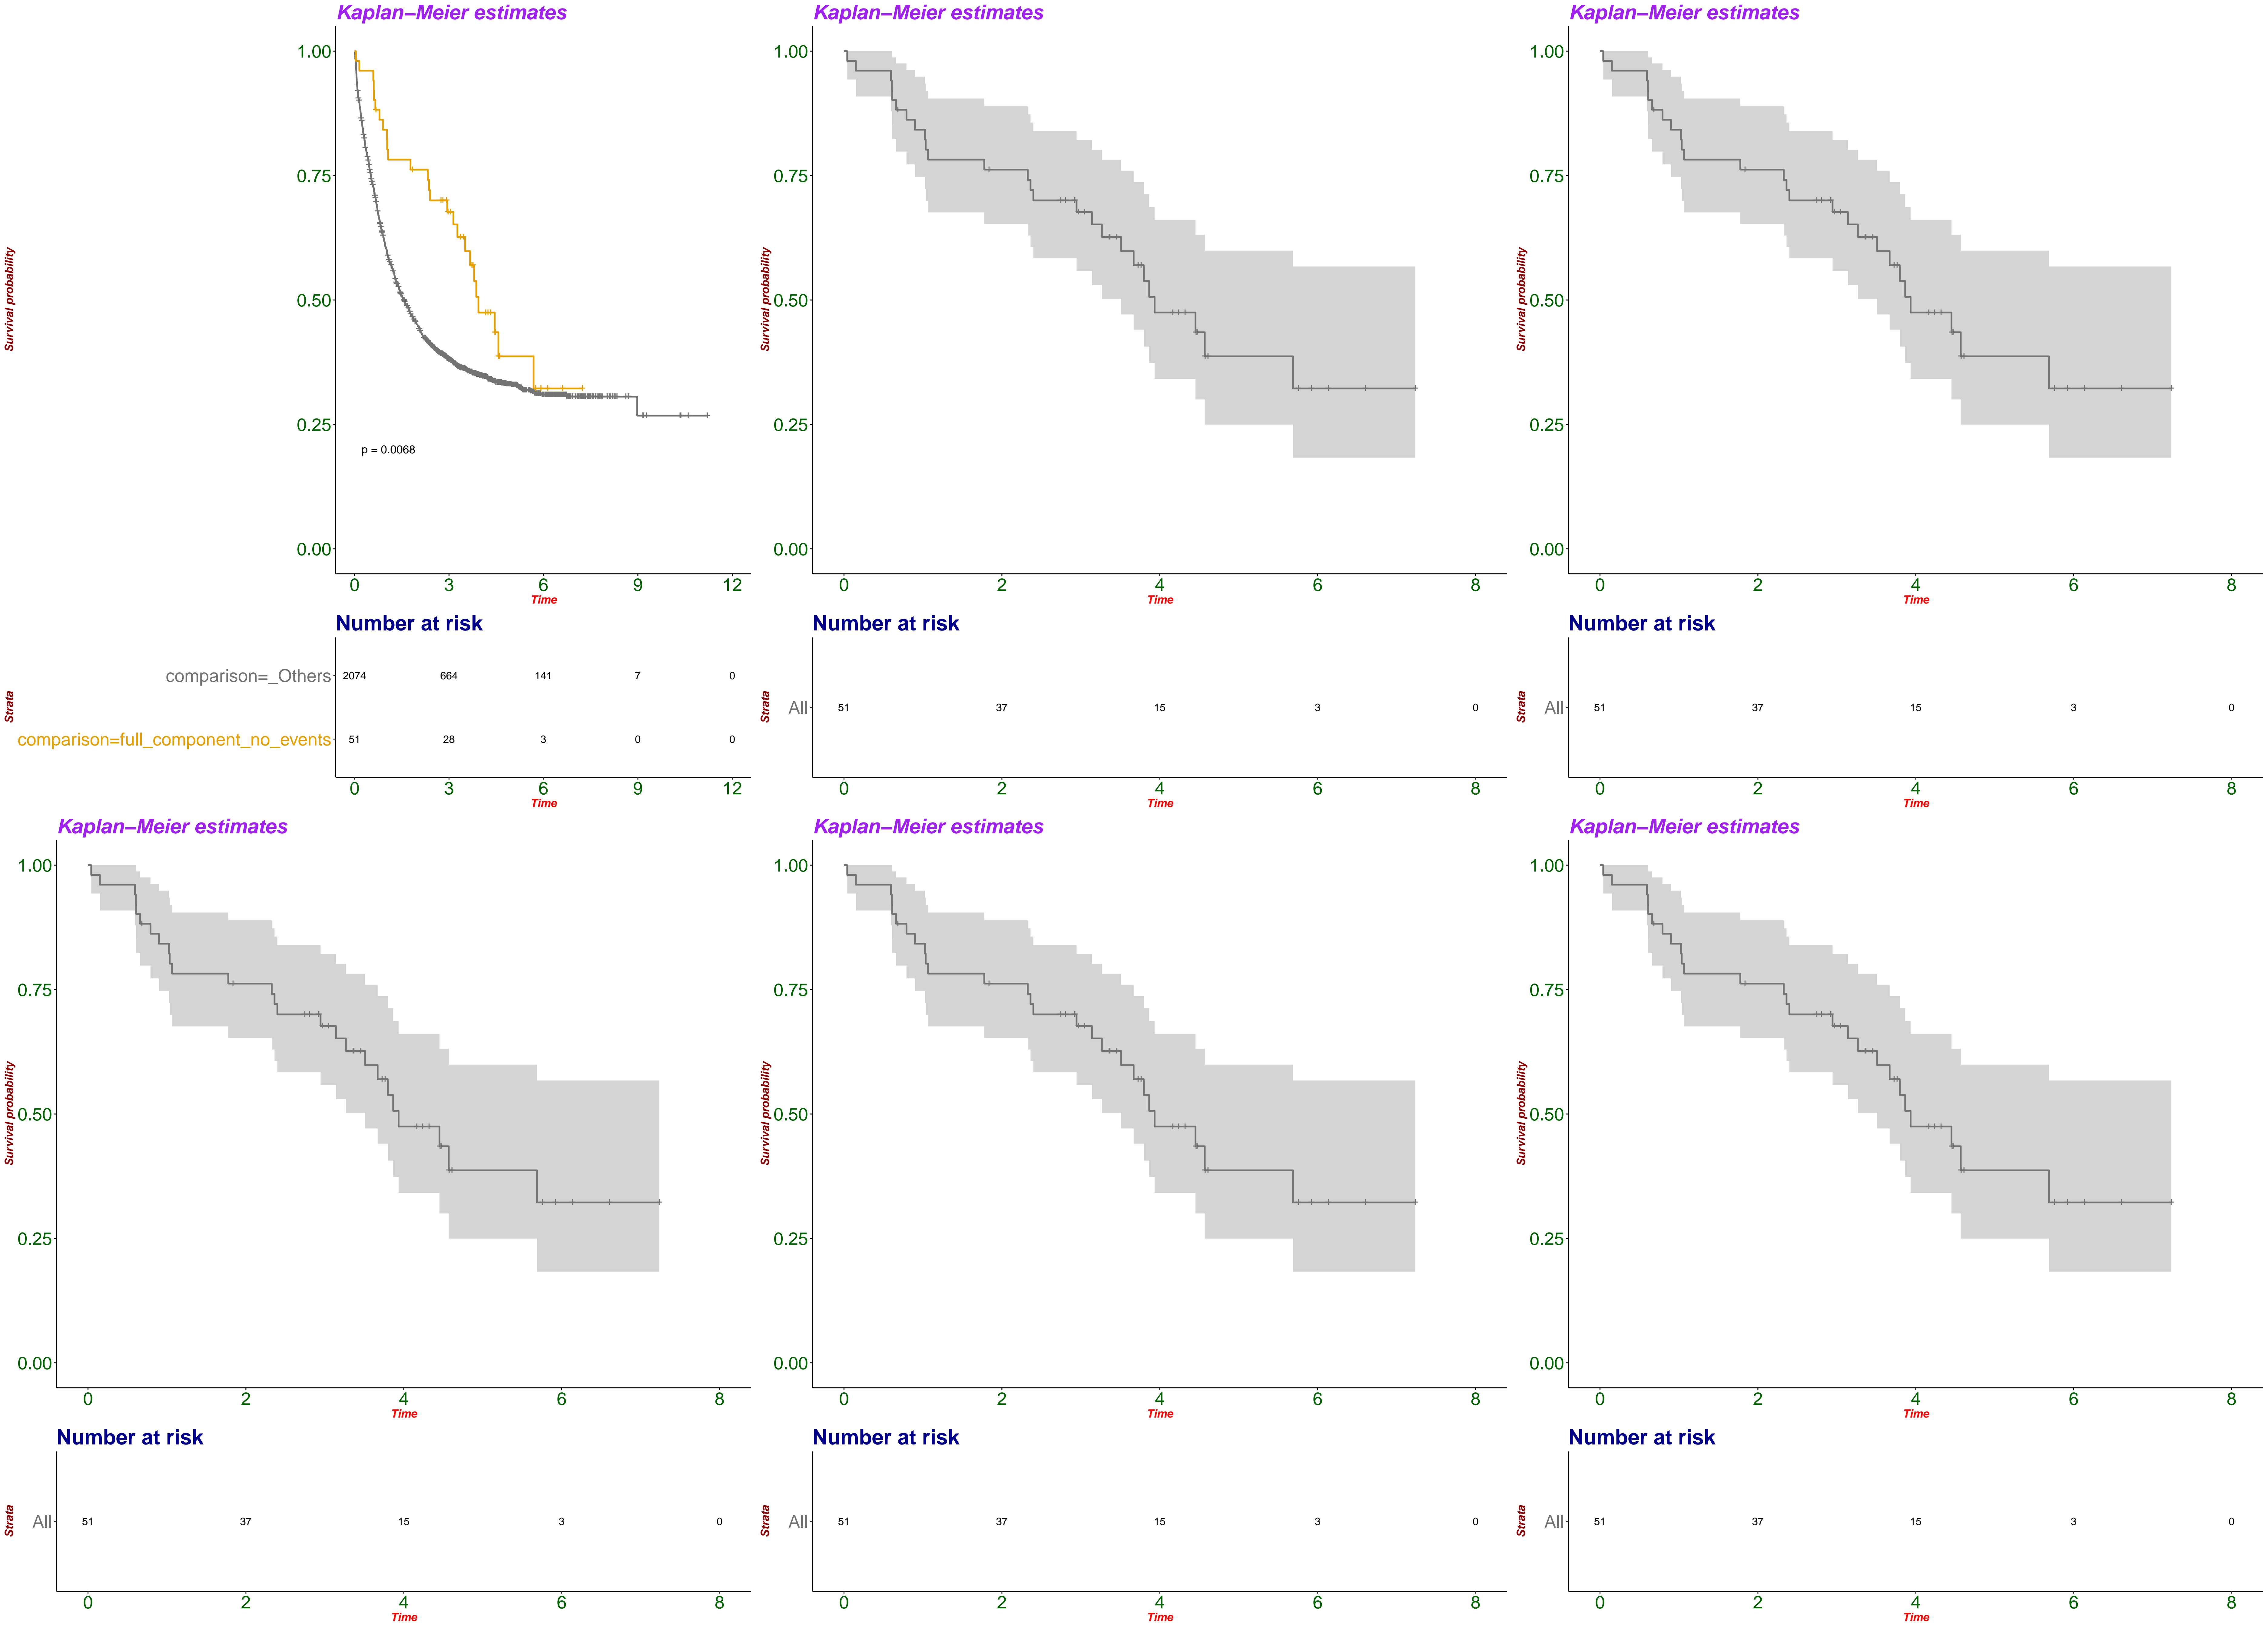 Kaplan–Meier estimates
Survival probability
1.00
0.75
0.50
0.25
0.00
p = 0.0068
0 3 6 9 12
Time
Number at risk
Strata
comparison=_Others 2074 664 141 7 0
comparison=full_component_no_events 51 28 3 0 0
0 3 6 9 12
Time
Kaplan–Meier estimates
Survival probability
1.00
0.75
0.50
0.25
0.00
0 2 4 6 8
Time
Number at risk
Strata
All 51 37 15 3 0
0 2 4 6 8
Time
Kaplan–Meier estimates
Survival probability
1.00
0.75
0.50
0.25
0.00
0 2 4 6 8
Time
Number at risk
Strata
All 51 37 15 3 0
0 2 4 6 8
Time
Kaplan–Meier estimates
Survival probability
1.00
0.75
0.50
0.25
0.00
0 2 4 6 8
Time
Number at risk
Strata
All 51 37 15 3 0
0 2 4 6 8
Time
Kaplan–Meier estimates
Survival probability
1.00
0.75
0.50
0.25
0.00
0 2 4 6 8
Time
Number at risk
Strata
All 51 37 15 3 0
0 2 4 6 8
Time
Kaplan–Meier estimates
Survival probability
1.00
0.75
0.50
0.25
0.00
0 2 4 6 8
Time
Number at risk
Strata
All 51 37 15 3 0
0 2 4 6 8
Time